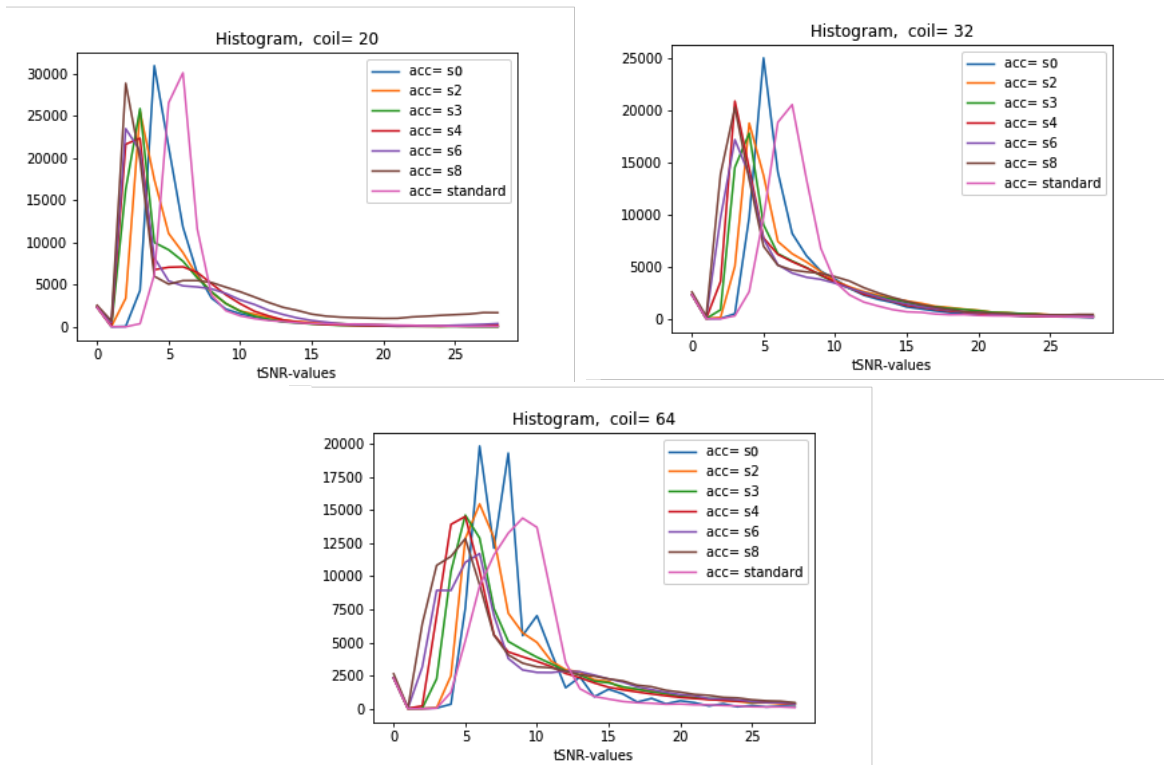 Histogram,  coil= 20
30000
25000
20000
15000
10000
5000
0
0 5 10 15 20 25
tSNR-values
acc= s0
acc= s2
acc= s3
acc= s4
acc= s6
acc= s8
acc= standard
Histogram,  coil= 32
25000
20000
15000
10000
5000
0
0 5 10 15 20 25
tSNR-values
acc= s0
acc= s2
acc= s3
acc= s4
acc= s6
acc= s8
acc= standard
Histogram,  coil= 64
20000
17500
15000
12500
10000
7500
5000
2500
0
0 5 10 15 20 25
tSNR-values
acc= s0
acc= s2
acc= s3
acc= s4
acc= s6
acc= s8
acc= standard